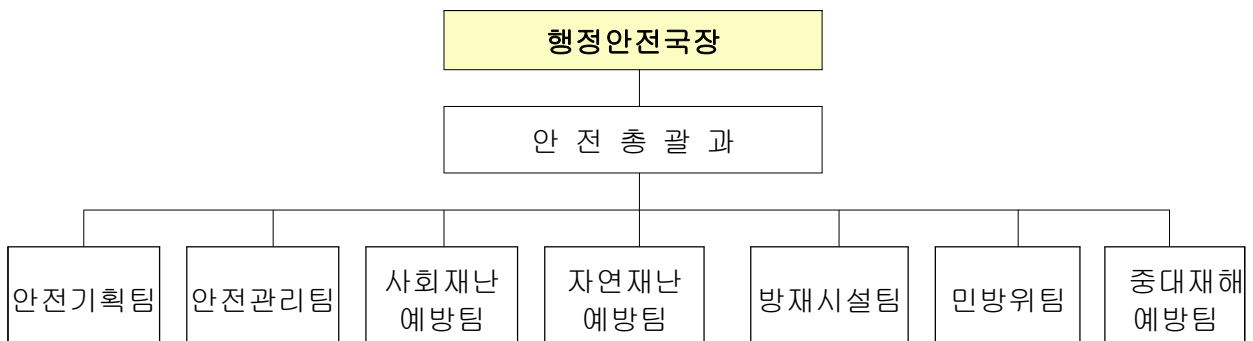 행정안전국장
안 전 총 괄 과
안전기획팀
안전관리팀
사회재난
예방팀
자연재난
예방팀
방재시설팀
민방위팀
중대재해
예방팀